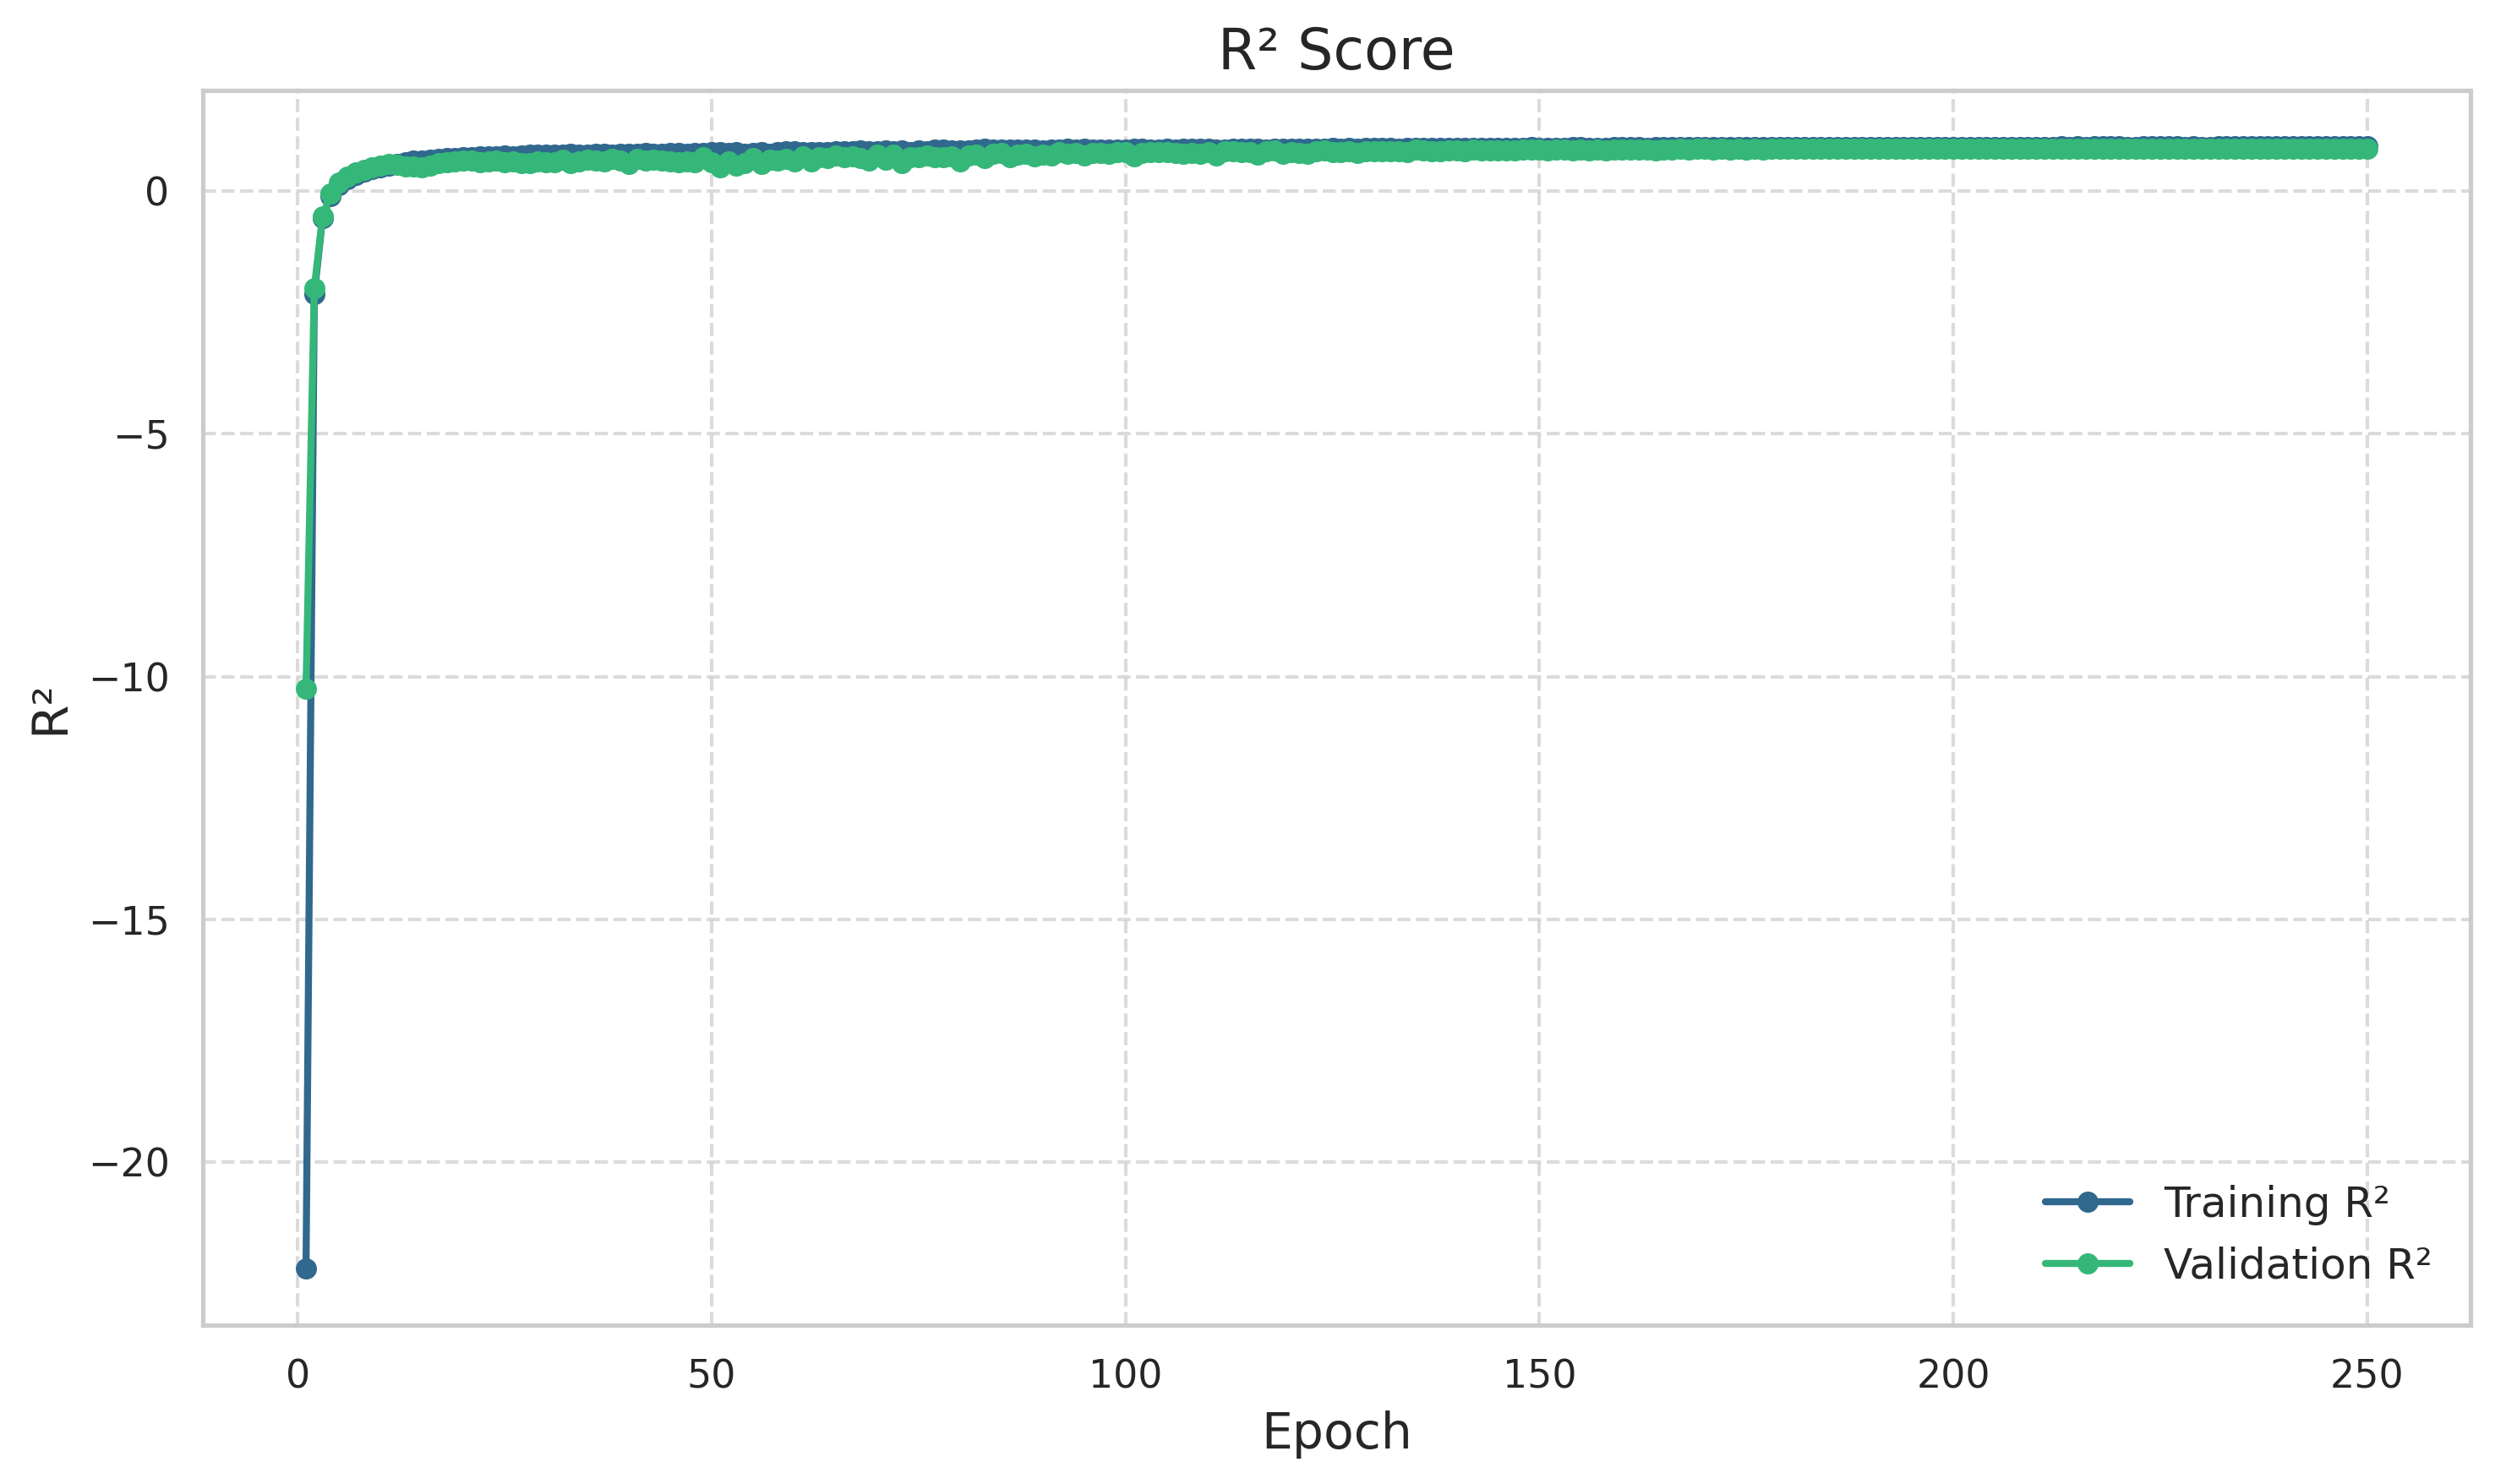 R² Score
R²
0
−5
−10
−15
−20
0 50 100 150 200 250
Epoch
Training R²
Validation R²